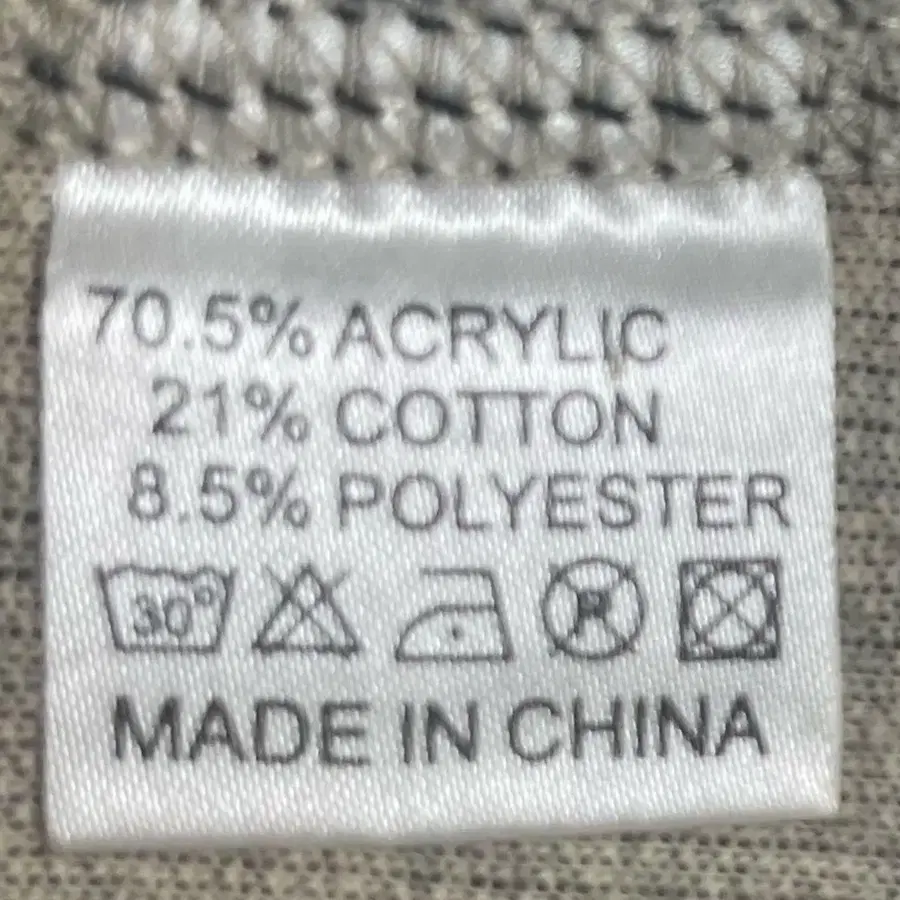 70.5% ACRYLIC
21% COTTON
8.5% POLYESTER
30°
MADE IN CHINA